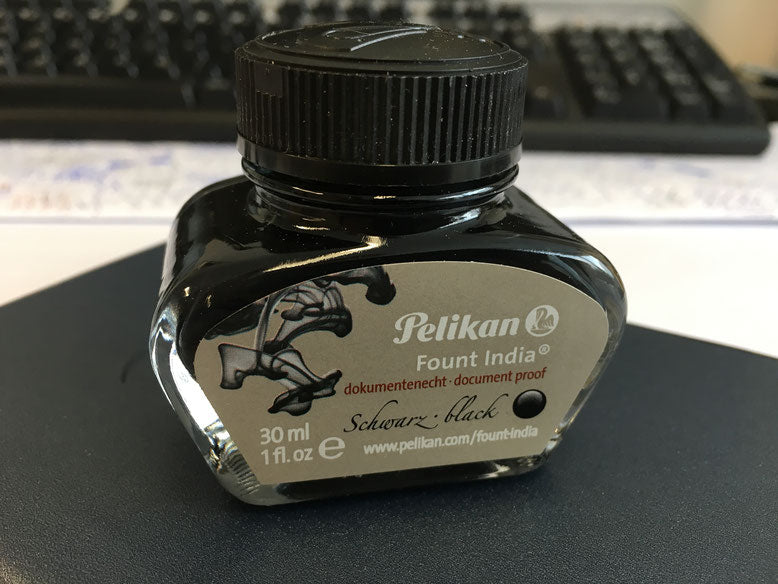 Pelikan
Fount India®
dokumentenecht · document proof
Schwarz · black
30 ml
1 fl. oz ℮
www.pelikan.com/fount-india